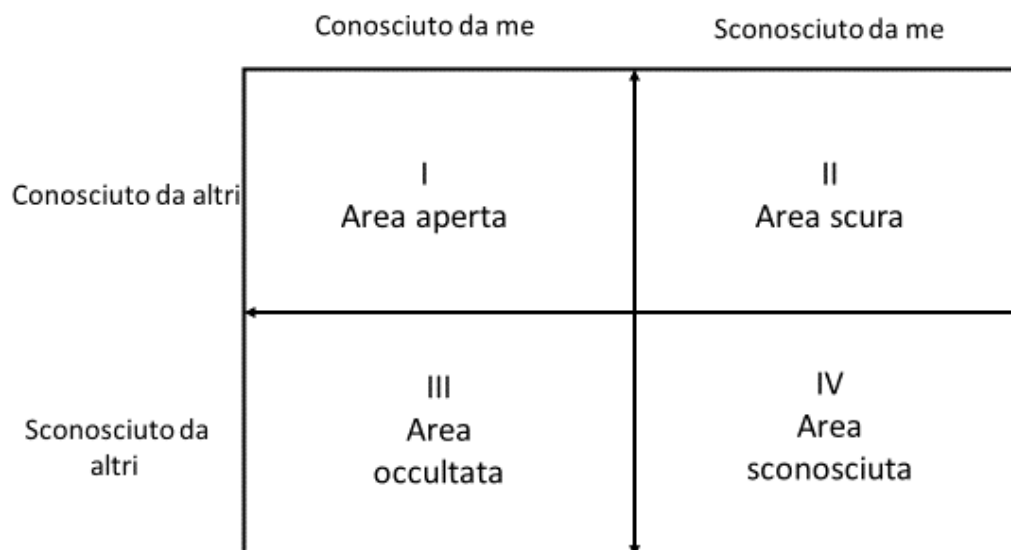 Conosciuto da me
Sconosciuto da me
Conosciuto da altri
I
Area aperta
II
Area scura
Sconosciuto da
altri
III
Area
occultata
IV
Area
sconosciuta